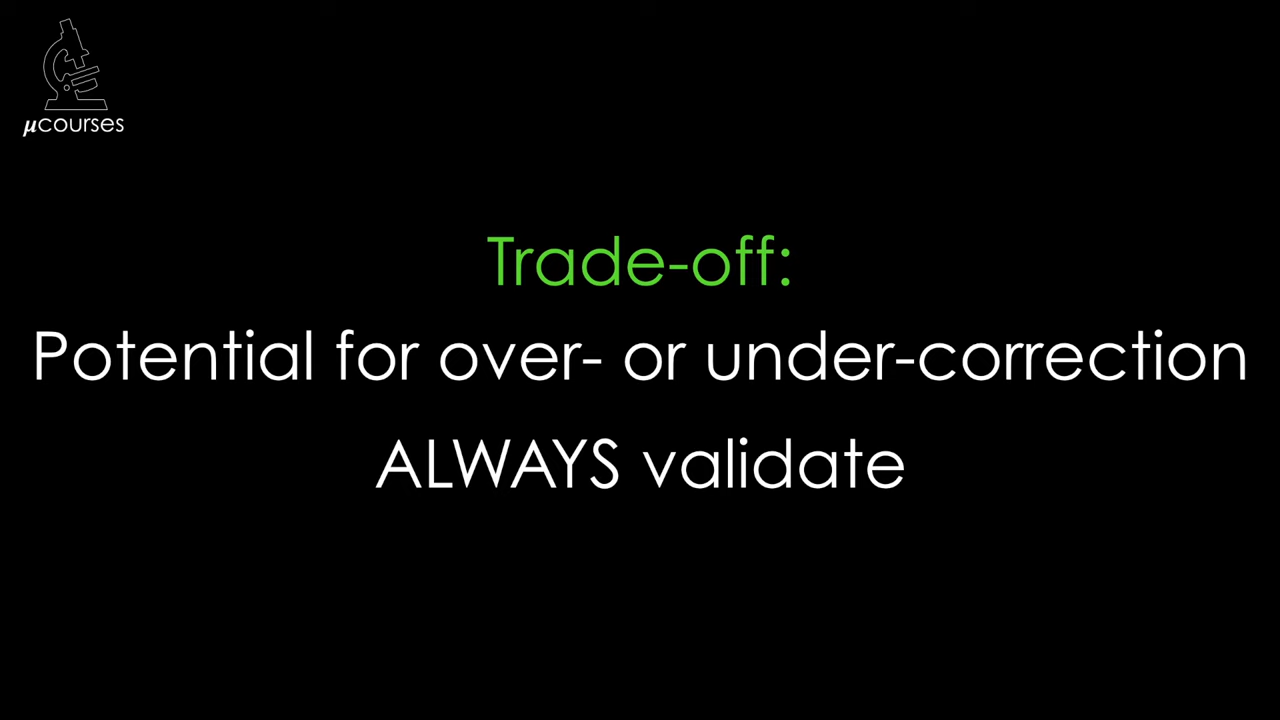 µcourses
Trade-off:
Potential for over- or under-correction
ALWAYS validate